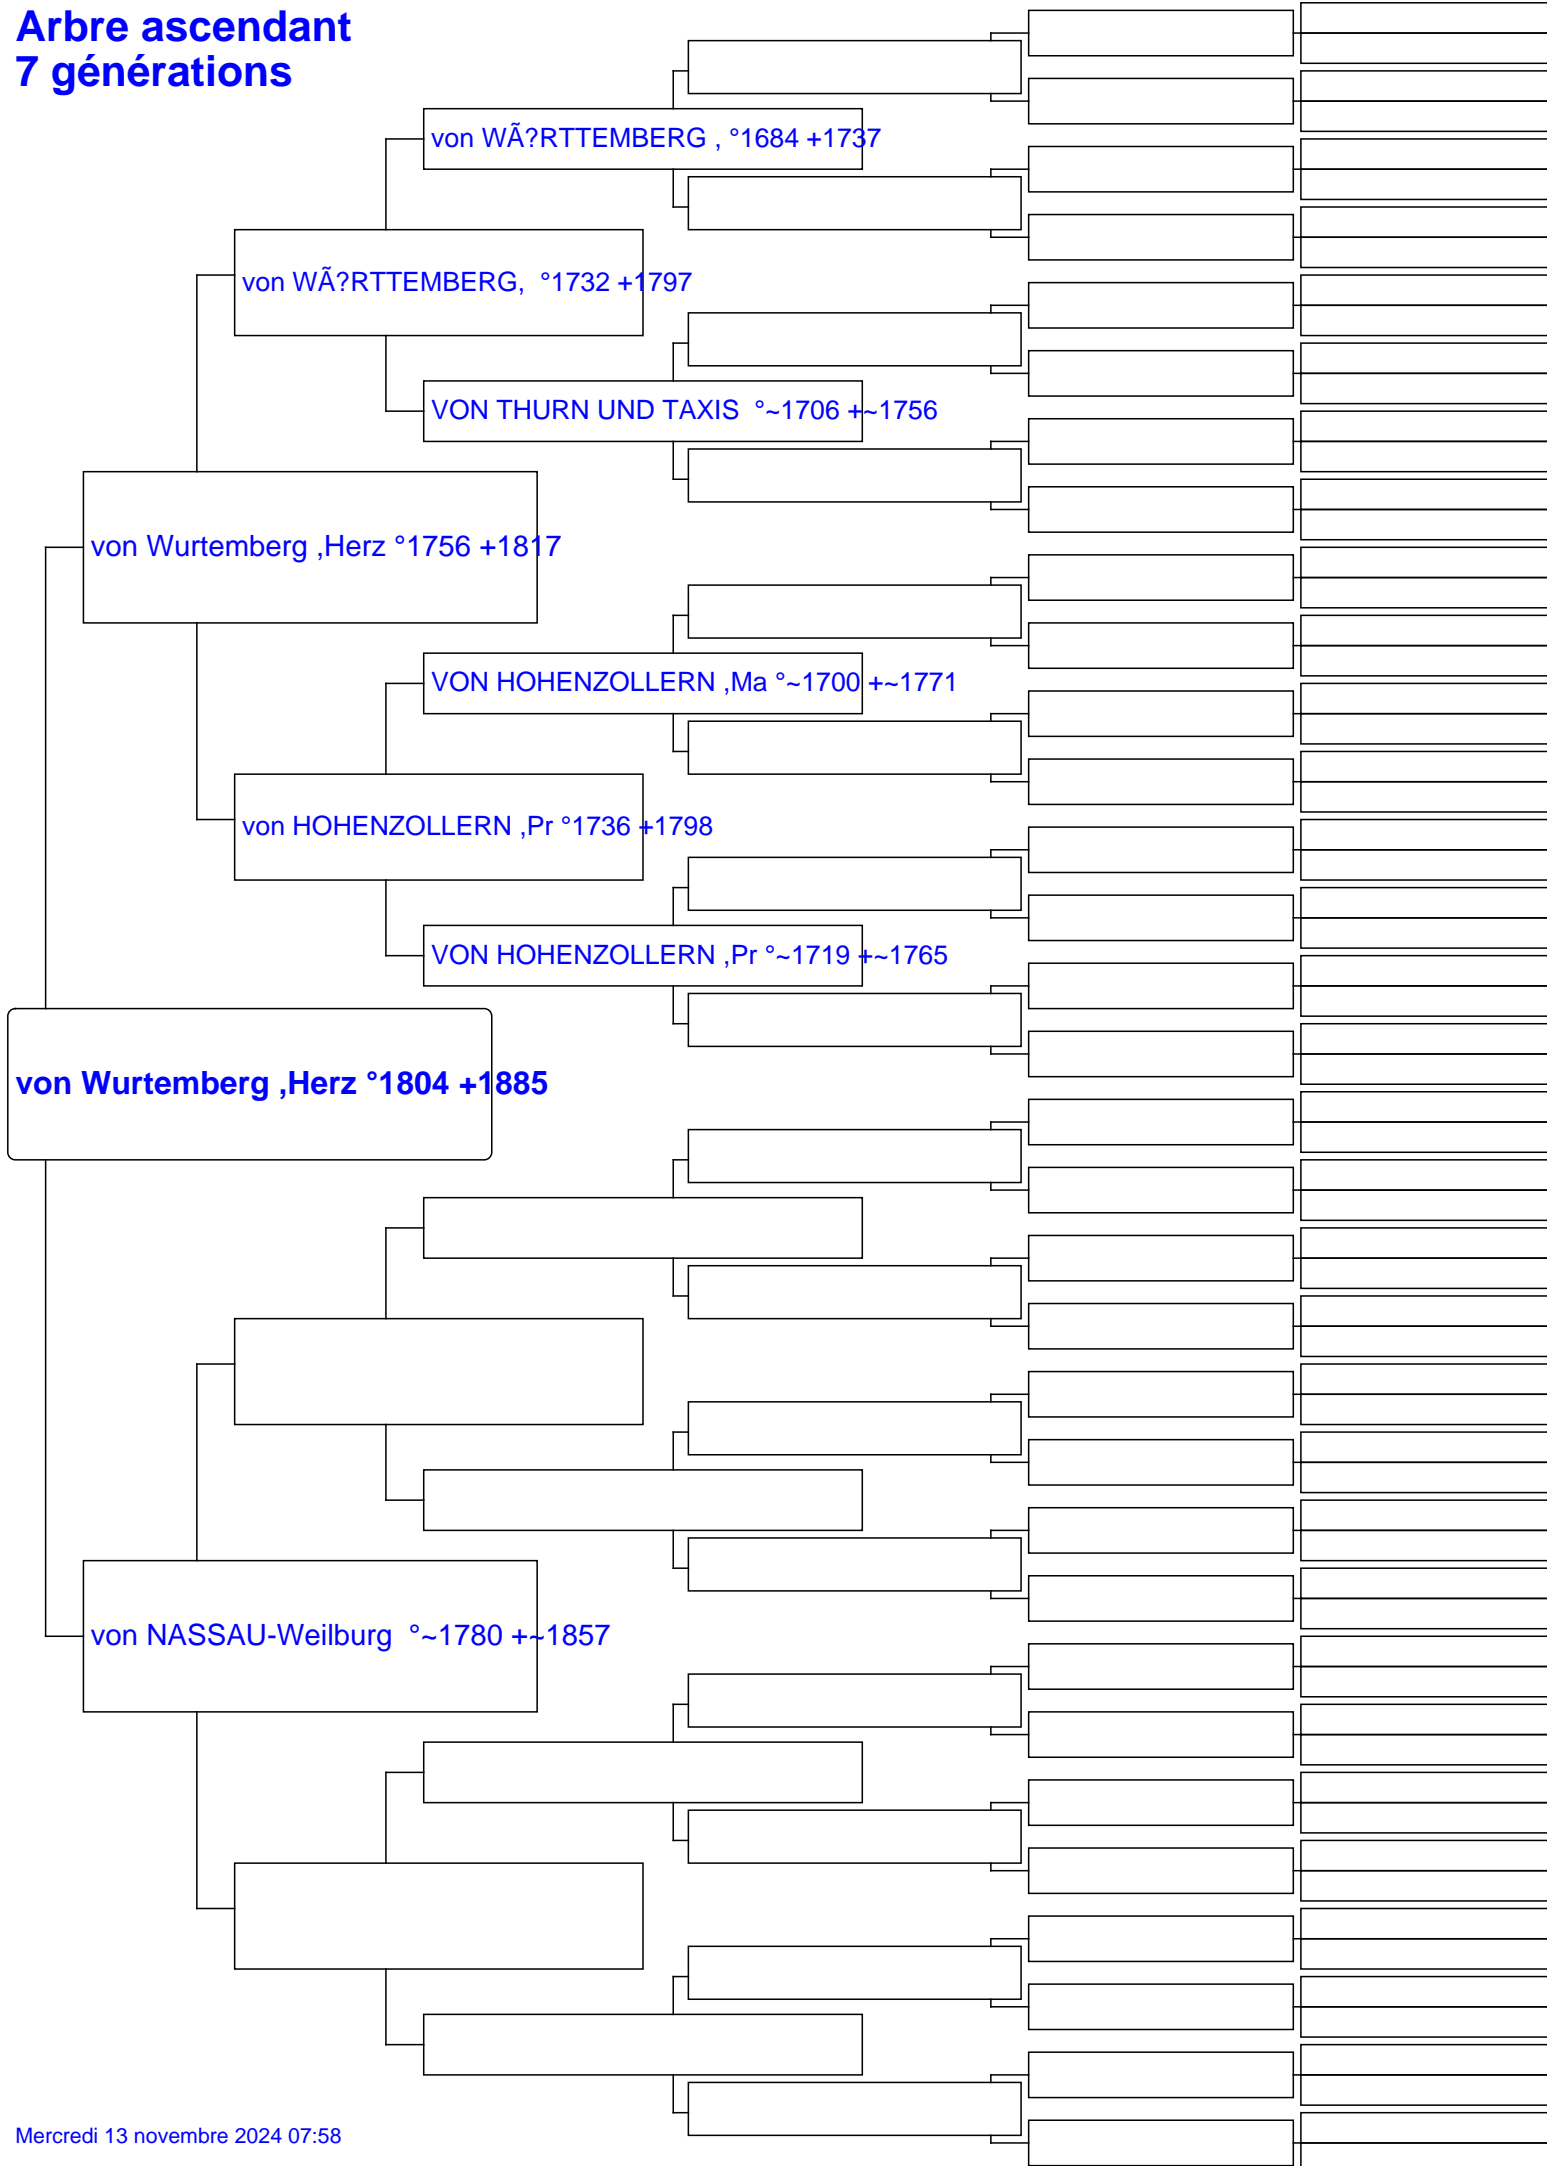 Arbre ascendant
7 générations
von WÃ?RTTEMBERG , °1684 +1737
von WÃ?RTTEMBERG,  °1732 +1797
VON THURN UND TAXIS  °~1706 +~1756
von Wurtemberg ,Herz °1756 +1817
VON HOHENZOLLERN ,Ma °~1700 +~1771
von HOHENZOLLERN ,Pr °1736 +1798
VON HOHENZOLLERN ,Pr °~1719 +~1765
von Wurtemberg ,Herz °1804 +1885
von NASSAU-Weilburg  °~1780 +~1857
Mercredi 13 novembre 2024 07:58